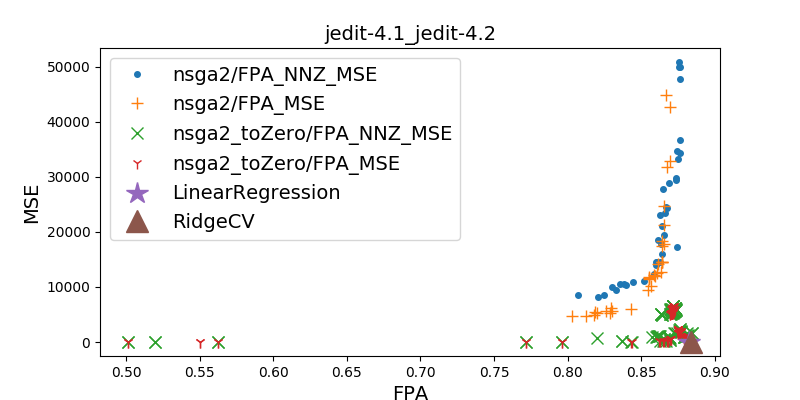 jedit-4.1_jedit-4.2
nsga2/FPA_NNZ_MSE
nsga2/FPA_MSE
nsga2_toZero/FPA_NNZ_MSE
nsga2_toZero/FPA_MSE
LinearRegression
RidgeCV
MSE
50000
40000
30000
20000
10000
0
0.50 0.55 0.60 0.65 0.70 0.75 0.80 0.85 0.90
FPA